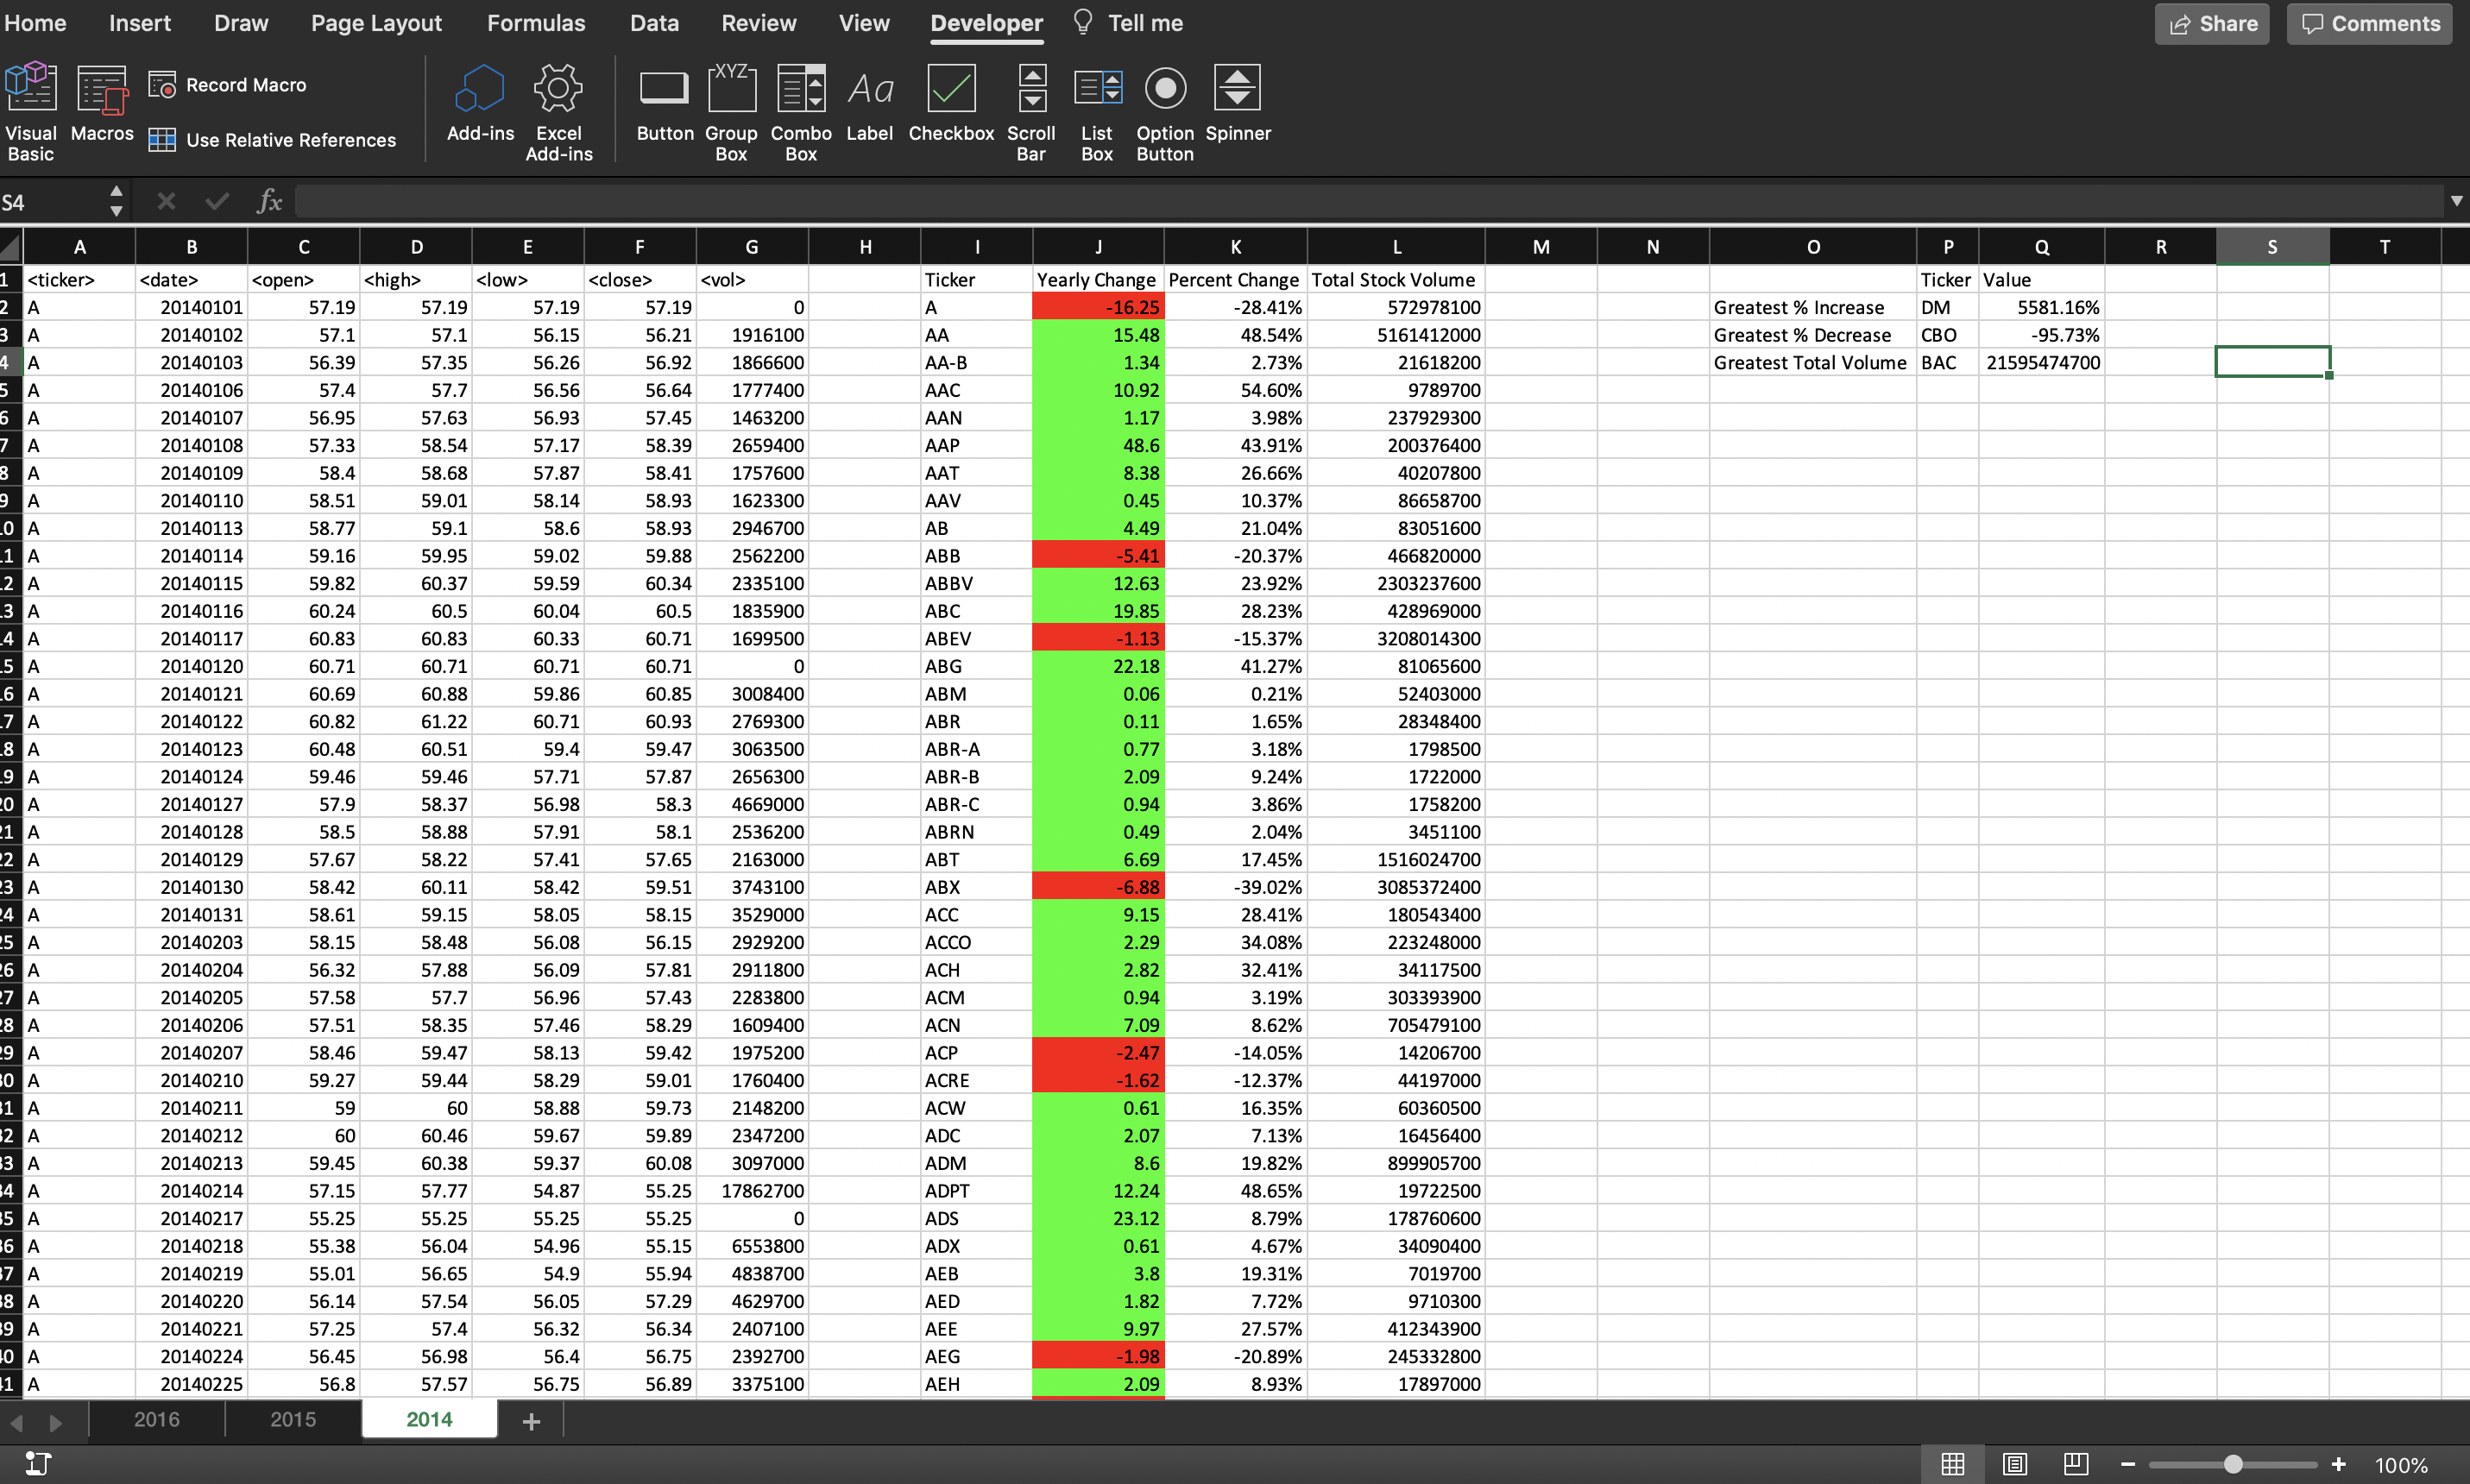 Home Insert Draw Page Layout Formulas Data Review View Developer Tell me Share Comments
Visual Basic Macros Record Macro Use Relative References Add-ins Excel Add-ins Button XYZ Group Box Combo Box Aa Label Checkbox Scroll Bar List Box Option Button Spinner
S4 fx
A B C D E F G H I J K L M N O P Q R S T
1 <ticker> <date> <open> <high> <low> <close> <vol> Ticker Yearly Change Percent Change Total Stock Volume Ticker Value
2 A 20140101 57.19 57.19 57.19 57.19 0 A -16.25 -28.41% 572978100 Greatest % Increase DM 5581.16%
3 A 20140102 57.1 57.1 56.15 56.21 1916100 AA 15.48 48.54% 5161412000 Greatest % Decrease CBO -95.73%
4 A 20140103 56.39 57.35 56.26 56.92 1866600 AA-B 1.34 2.73% 21618200 Greatest Total Volume BAC 21595474700
5 A 20140106 57.4 57.7 56.56 56.64 1777400 AAC 10.92 54.60% 9789700
6 A 20140107 56.95 57.63 56.93 57.45 1463200 AAN 1.17 3.98% 237929300
7 A 20140108 57.33 58.54 57.17 58.39 2659400 AAP 48.6 43.91% 200376400
8 A 20140109 58.4 58.68 57.87 58.41 1757600 AAT 8.38 26.66% 40207800
9 A 20140110 58.51 59.01 58.14 58.93 1623300 AAV 0.45 10.37% 86658700
0 A 20140113 58.77 59.1 58.6 58.93 2946700 AB 4.49 21.04% 83051600
1 A 20140114 59.16 59.95 59.02 59.88 2562200 ABB -5.41 -20.37% 466820000
2 A 20140115 59.82 60.37 59.59 60.34 2335100 ABBV 12.63 23.92% 2303237600
3 A 20140116 60.24 60.5 60.04 60.5 1835900 ABC 19.85 28.23% 428969000
4 A 20140117 60.83 60.83 60.33 60.71 1699500 ABEV -1.13 -15.37% 3208014300
5 A 20140120 60.71 60.71 60.71 60.71 0 ABG 22.18 41.27% 81065600
6 A 20140121 60.69 60.88 59.86 60.85 3008400 ABM 0.06 0.21% 52403000
7 A 20140122 60.82 61.22 60.71 60.93 2769300 ABR 0.11 1.65% 28348400
8 A 20140123 60.48 60.51 59.4 59.47 3063500 ABR-A 0.77 3.18% 1798500
9 A 20140124 59.46 59.46 57.71 57.87 2656300 ABR-B 2.09 9.24% 1722000
20 A 20140127 57.9 58.37 56.98 58.3 4669000 ABR-C 0.94 3.86% 1758200
21 A 20140128 58.5 58.88 57.91 58.1 2536200 ABRN 0.49 2.04% 3451100
22 A 20140129 57.67 58.22 57.41 57.65 2163000 ABT 6.69 17.45% 1516024700
23 A 20140130 58.42 60.11 58.42 59.51 3743100 ABX -6.88 -39.02% 3085372400
24 A 20140131 58.61 59.15 58.05 58.15 3529000 ACC 9.15 28.41% 180543400
25 A 20140203 58.15 58.48 56.08 56.15 2929200 ACCO 2.29 34.08% 223248000
26 A 20140204 56.32 57.88 56.09 57.81 2911800 ACH 2.82 32.41% 34117500
27 A 20140205 57.58 57.7 56.96 57.43 2283800 ACM 0.94 3.19% 303393900
28 A 20140206 57.51 58.35 57.46 58.29 1609400 ACN 7.09 8.62% 705479100
29 A 20140207 58.46 59.47 58.13 59.42 1975200 ACP -2.47 -14.05% 14206700
30 A 20140210 59.27 59.44 58.29 59.01 1760400 ACRE -1.62 -12.37% 44197000
31 A 20140211 59 60 58.88 59.73 2148200 ACW 0.61 16.35% 60360500
32 A 20140212 60 60.46 59.67 59.89 2347200 ADC 2.07 7.13% 16456400
33 A 20140213 59.45 60.38 59.37 60.08 3097000 ADM 8.6 19.82% 899905700
34 A 20140214 57.15 57.77 54.87 55.25 17862700 ADPT 12.24 48.65% 19722500
35 A 20140217 55.25 55.25 55.25 55.25 0 ADS 23.12 8.79% 178760600
36 A 20140218 55.38 56.04 54.96 55.15 6553800 ADX 0.61 4.67% 34090400
37 A 20140219 55.01 56.65 54.9 55.94 4838700 AEB 3.8 19.31% 7019700
38 A 20140220 56.14 57.54 56.05 57.29 4629700 AED 1.82 7.72% 9710300
39 A 20140221 57.25 57.4 56.32 56.34 2407100 AEE 9.97 27.57% 412343900
40 A 20140224 56.45 56.98 56.4 56.75 2392700 AEG -1.98 -20.89% 245332800
41 A 20140225 56.8 57.57 56.75 56.89 3375100 AEH 2.09 8.93% 17897000
2016 2015 2014 +
− + 100%